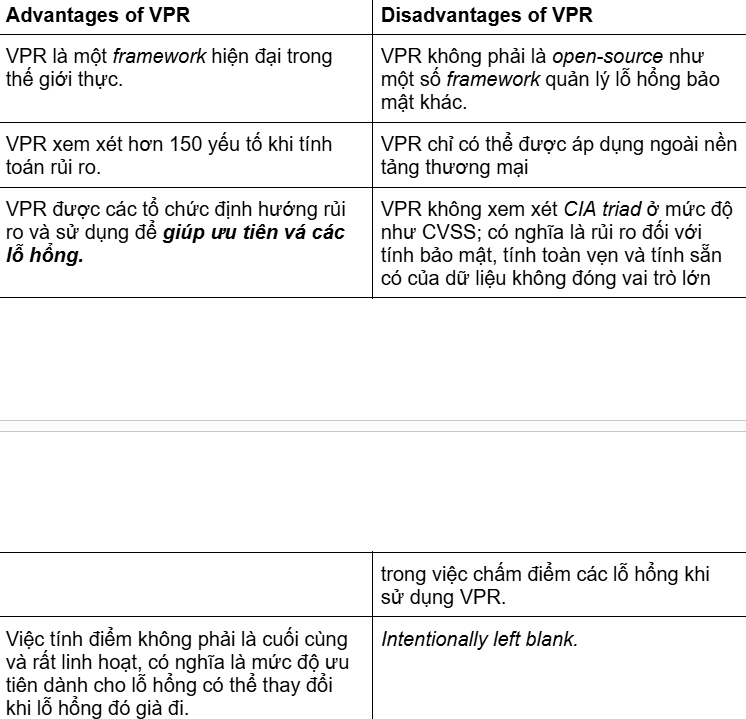 Advantages of VPR
Disadvantages of VPR
VPR là một framework hiện đại trong
thế giới thực.
VPR không phải là open-source như
một số framework quản lý lỗ hổng bảo
mật khác.
VPR xem xét hơn 150 yếu tố khi tính
toán rủi ro.
VPR chỉ có thể được áp dụng ngoài nền
tảng thương mại
VPR được các tổ chức định hướng rủi
ro và sử dụng để giúp ưu tiên vá các
lỗ hổng.
VPR không xem xét CIA triad ở mức độ
như CVSS; có nghĩa là rủi ro đối với
tính bảo mật, tính toàn vẹn và tính sẵn
có của dữ liệu không đóng vai trò lớn
trong việc chấm điểm các lỗ hổng khi
sử dụng VPR.
Việc tính điểm không phải là cuối cùng
và rất linh hoạt, có nghĩa là mức độ ưu
tiên dành cho lỗ hổng có thể thay đổi
khi lỗ hổng đó già đi.
Intentionally left blank.